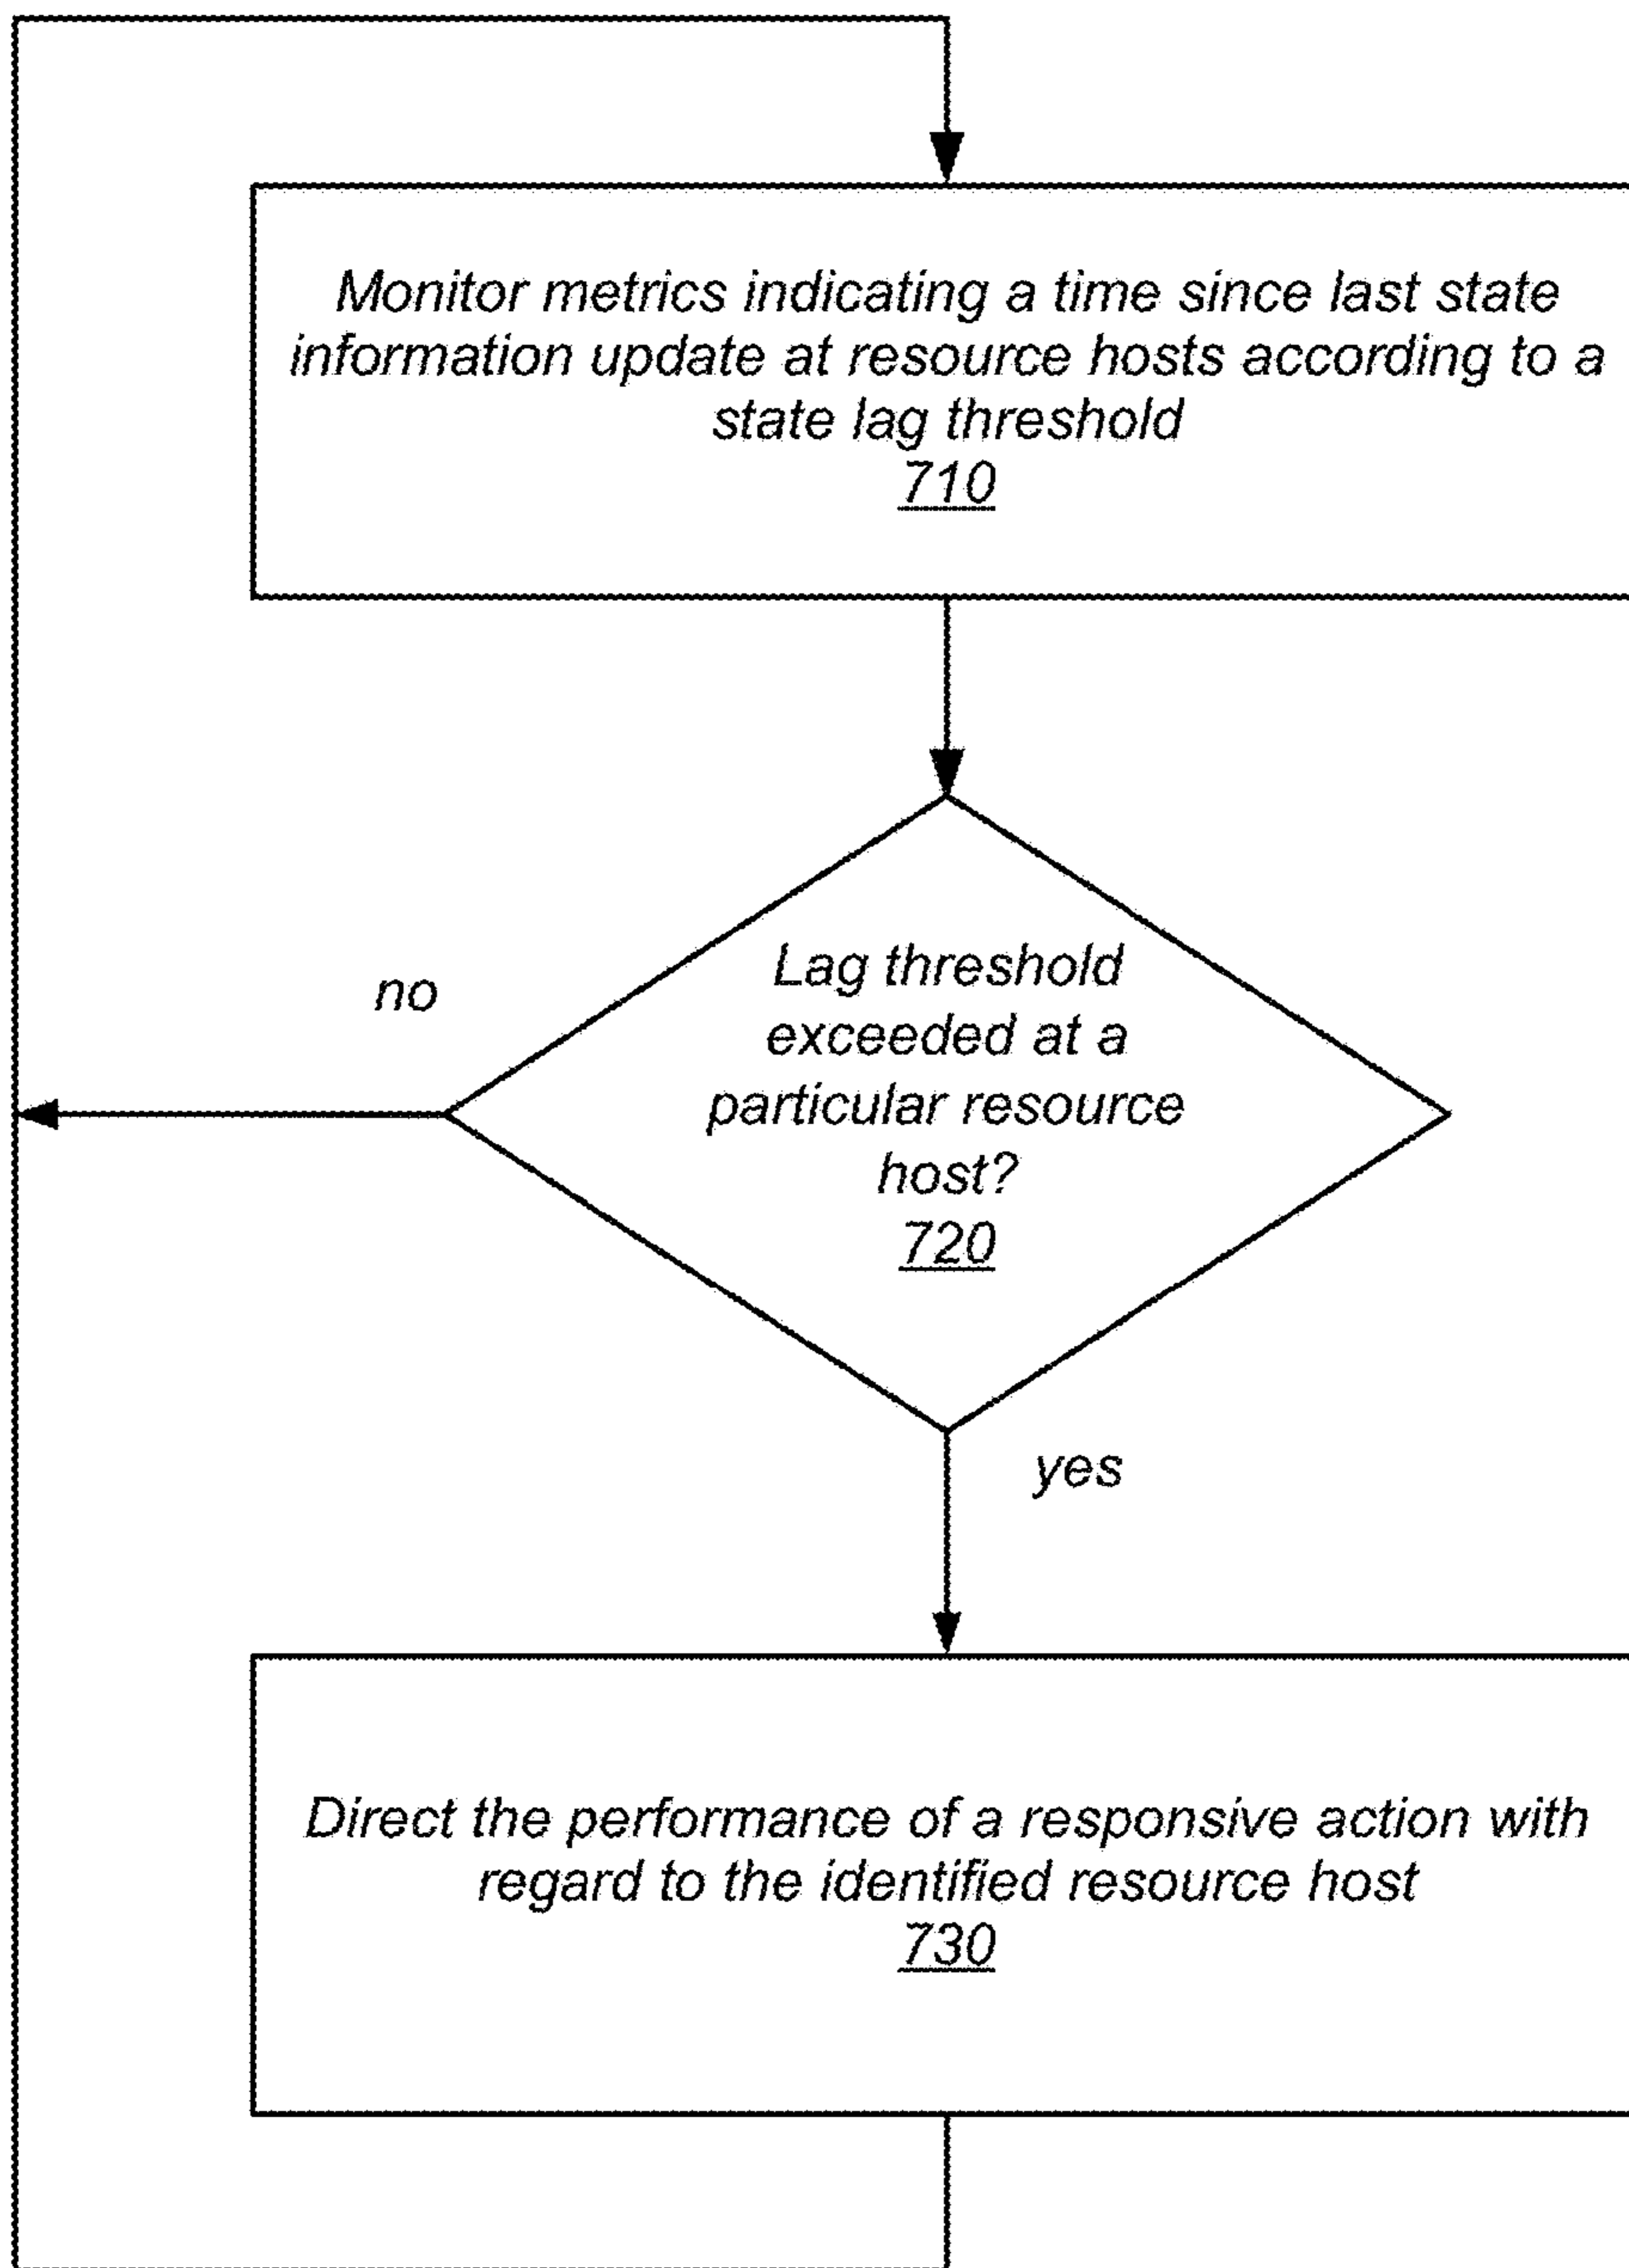 Monitor metrics indicating a time since last state
information update at resource hosts according to a
state lag threshold
710
Lag threshold
exceeded at a
particular resource
host?
720
no
yes
Direct the performance of a responsive action with
regard to the identified resource host
730